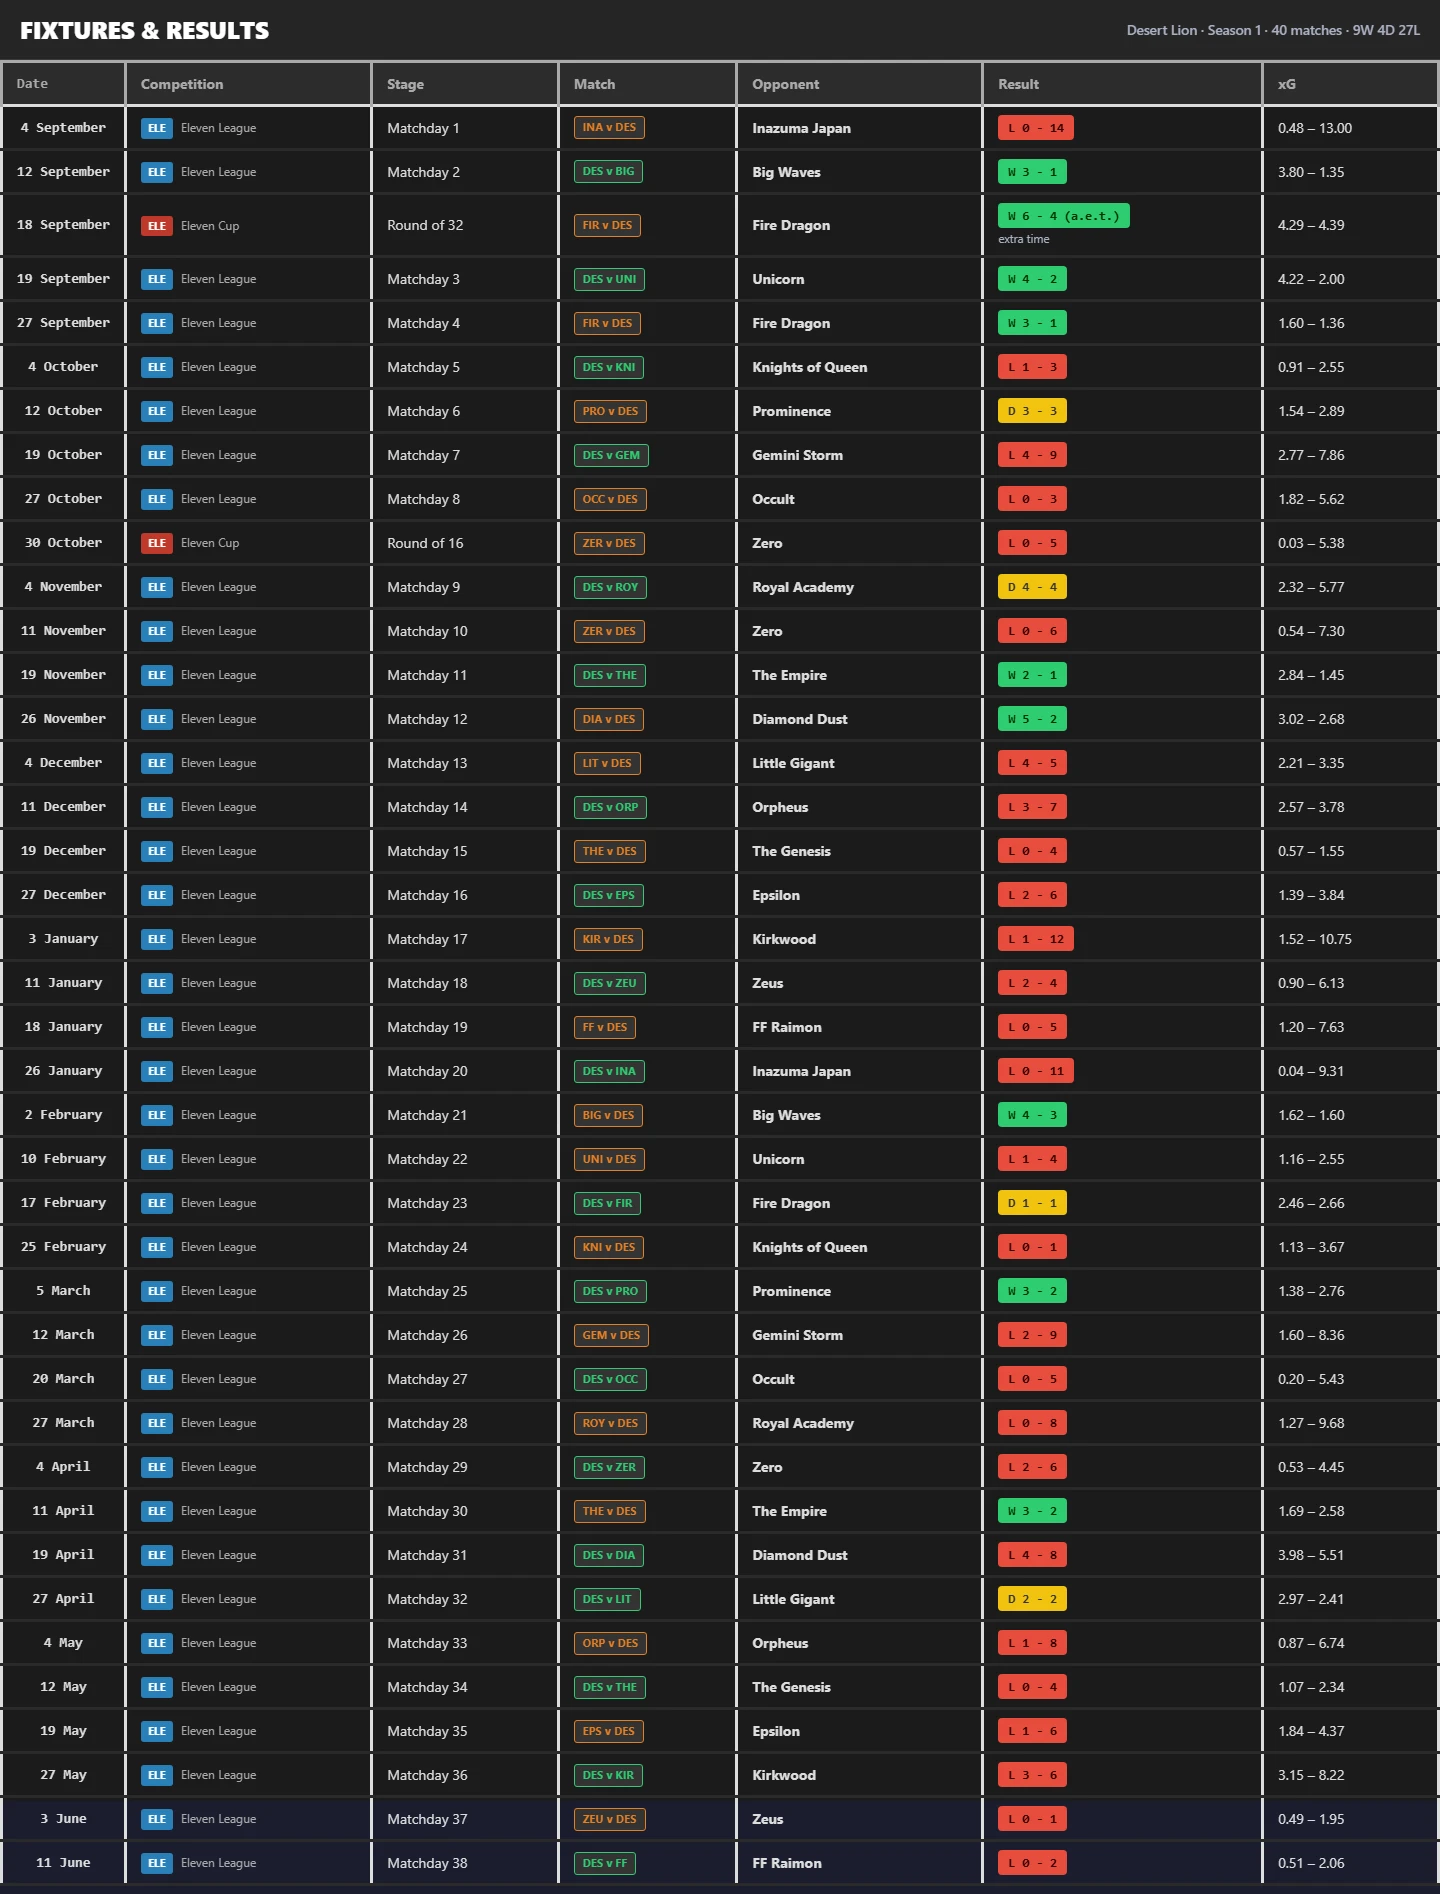 FIXTURES & RESULTS
Desert Lion · Season 1 · 40 matches · 9W 4D 27L
Date Competition Stage Match Opponent Result xG
4 September ELE Eleven League Matchday 1 INA v DES Inazuma Japan L 0 - 14 0.48 – 13.00
12 September ELE Eleven League Matchday 2 DES v BIG Big Waves W 3 - 1 3.80 – 1.35
18 September ELE Eleven Cup Round of 32 FIR v DES Fire Dragon W 6 - 4 (a.e.t.) 4.29 – 4.39
extra time
19 September ELE Eleven League Matchday 3 DES v UNI Unicorn W 4 - 2 4.22 – 2.00
27 September ELE Eleven League Matchday 4 FIR v DES Fire Dragon W 3 - 1 1.60 – 1.36
4 October ELE Eleven League Matchday 5 DES v KNI Knights of Queen L 1 - 3 0.91 – 2.55
12 October ELE Eleven League Matchday 6 PRO v DES Prominence D 3 - 3 1.54 – 2.89
19 October ELE Eleven League Matchday 7 DES v GEM Gemini Storm L 4 - 9 2.77 – 7.86
27 October ELE Eleven League Matchday 8 OCC v DES Occult L 0 - 3 1.82 – 5.62
30 October ELE Eleven Cup Round of 16 ZER v DES Zero L 0 - 5 0.03 – 5.38
4 November ELE Eleven League Matchday 9 DES v ROY Royal Academy D 4 - 4 2.32 – 5.77
11 November ELE Eleven League Matchday 10 ZER v DES Zero L 0 - 6 0.54 – 7.30
19 November ELE Eleven League Matchday 11 DES v THE The Empire W 2 - 1 2.84 – 1.45
26 November ELE Eleven League Matchday 12 DIA v DES Diamond Dust W 5 - 2 3.02 – 2.68
4 December ELE Eleven League Matchday 13 LIT v DES Little Gigant L 4 - 5 2.21 – 3.35
11 December ELE Eleven League Matchday 14 DES v ORP Orpheus L 3 - 7 2.57 – 3.78
19 December ELE Eleven League Matchday 15 THE v DES The Genesis L 0 - 4 0.57 – 1.55
27 December ELE Eleven League Matchday 16 DES v EPS Epsilon L 2 - 6 1.39 – 3.84
3 January ELE Eleven League Matchday 17 KIR v DES Kirkwood L 1 - 12 1.52 – 10.75
11 January ELE Eleven League Matchday 18 DES v ZEU Zeus L 2 - 4 0.90 – 6.13
18 January ELE Eleven League Matchday 19 FF v DES FF Raimon L 0 - 5 1.20 – 7.63
26 January ELE Eleven League Matchday 20 DES v INA Inazuma Japan L 0 - 11 0.04 – 9.31
2 February ELE Eleven League Matchday 21 BIG v DES Big Waves W 4 - 3 1.62 – 1.60
10 February ELE Eleven League Matchday 22 UNI v DES Unicorn L 1 - 4 1.16 – 2.55
17 February ELE Eleven League Matchday 23 DES v FIR Fire Dragon D 1 - 1 2.46 – 2.66
25 February ELE Eleven League Matchday 24 KNI v DES Knights of Queen L 0 - 1 1.13 – 3.67
5 March ELE Eleven League Matchday 25 DES v PRO Prominence W 3 - 2 1.38 – 2.76
12 March ELE Eleven League Matchday 26 GEM v DES Gemini Storm L 2 - 9 1.60 – 8.36
20 March ELE Eleven League Matchday 27 DES v OCC Occult L 0 - 5 0.20 – 5.43
27 March ELE Eleven League Matchday 28 ROY v DES Royal Academy L 0 - 8 1.27 – 9.68
4 April ELE Eleven League Matchday 29 DES v ZER Zero L 2 - 6 0.53 – 4.45
11 April ELE Eleven League Matchday 30 THE v DES The Empire W 3 - 2 1.69 – 2.58
19 April ELE Eleven League Matchday 31 DES v DIA Diamond Dust L 4 - 8 3.98 – 5.51
27 April ELE Eleven League Matchday 32 DES v LIT Little Gigant D 2 - 2 2.97 – 2.41
4 May ELE Eleven League Matchday 33 ORP v DES Orpheus L 1 - 8 0.87 – 6.74
12 May ELE Eleven League Matchday 34 DES v THE The Genesis L 0 - 4 1.07 – 2.34
19 May ELE Eleven League Matchday 35 EPS v DES Epsilon L 1 - 6 1.84 – 4.37
27 May ELE Eleven League Matchday 36 DES v KIR Kirkwood L 3 - 6 3.15 – 8.22
3 June ELE Eleven League Matchday 37 ZEU v DES Zeus L 0 - 1 0.49 – 1.95
11 June ELE Eleven League Matchday 38 DES v FF FF Raimon L 0 - 2 0.51 – 2.06